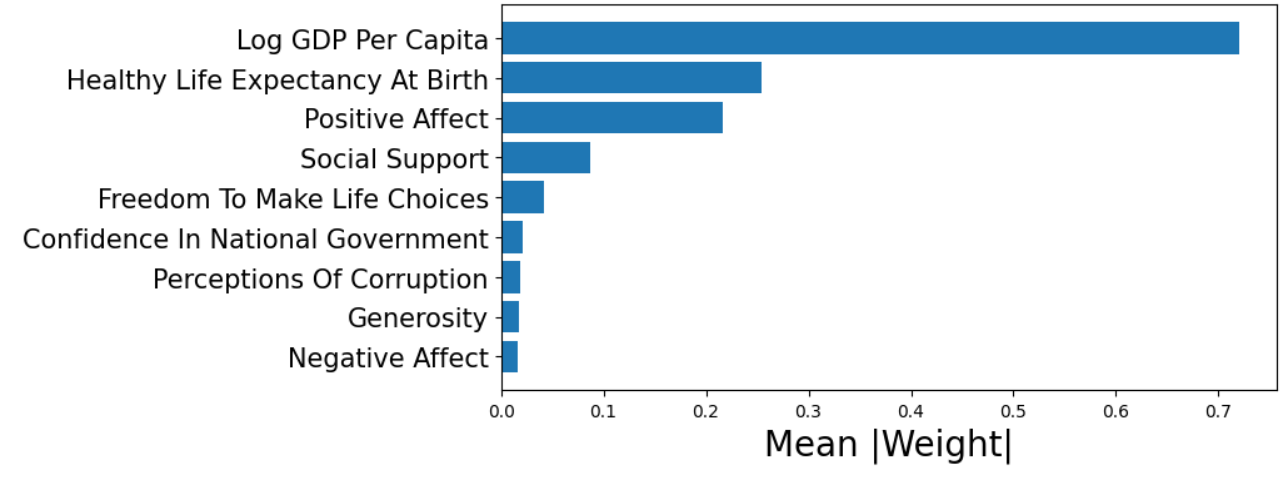 Log GDP Per Capita
Healthy Life Expectancy At Birth
Positive Affect
Social Support
Freedom To Make Life Choices
Confidence In National Government
Perceptions Of Corruption
Generosity
Negative Affect
0.0 0.1 0.2 0.3 0.4 0.5 0.6 0.7
Mean |Weight|